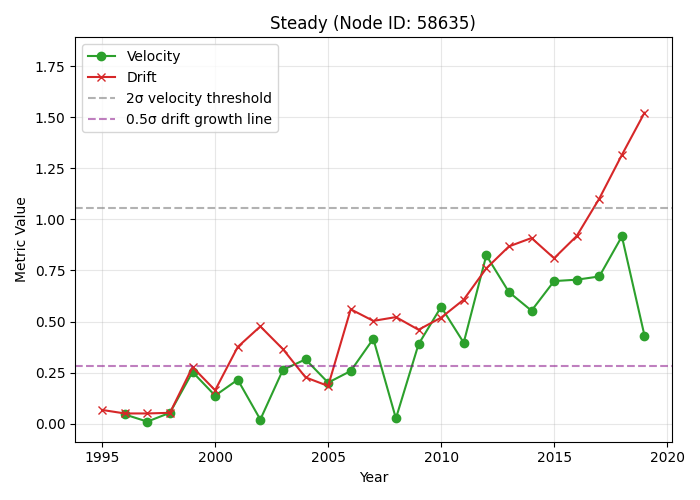 Steady (Node ID: 58635)
Velocity
Drift
2σ velocity threshold
0.5σ drift growth line
Metric Value
1.75
1.50
1.25
1.00
0.75
0.50
0.25
0.00
1995 2000 2005 2010 2015 2020
Year